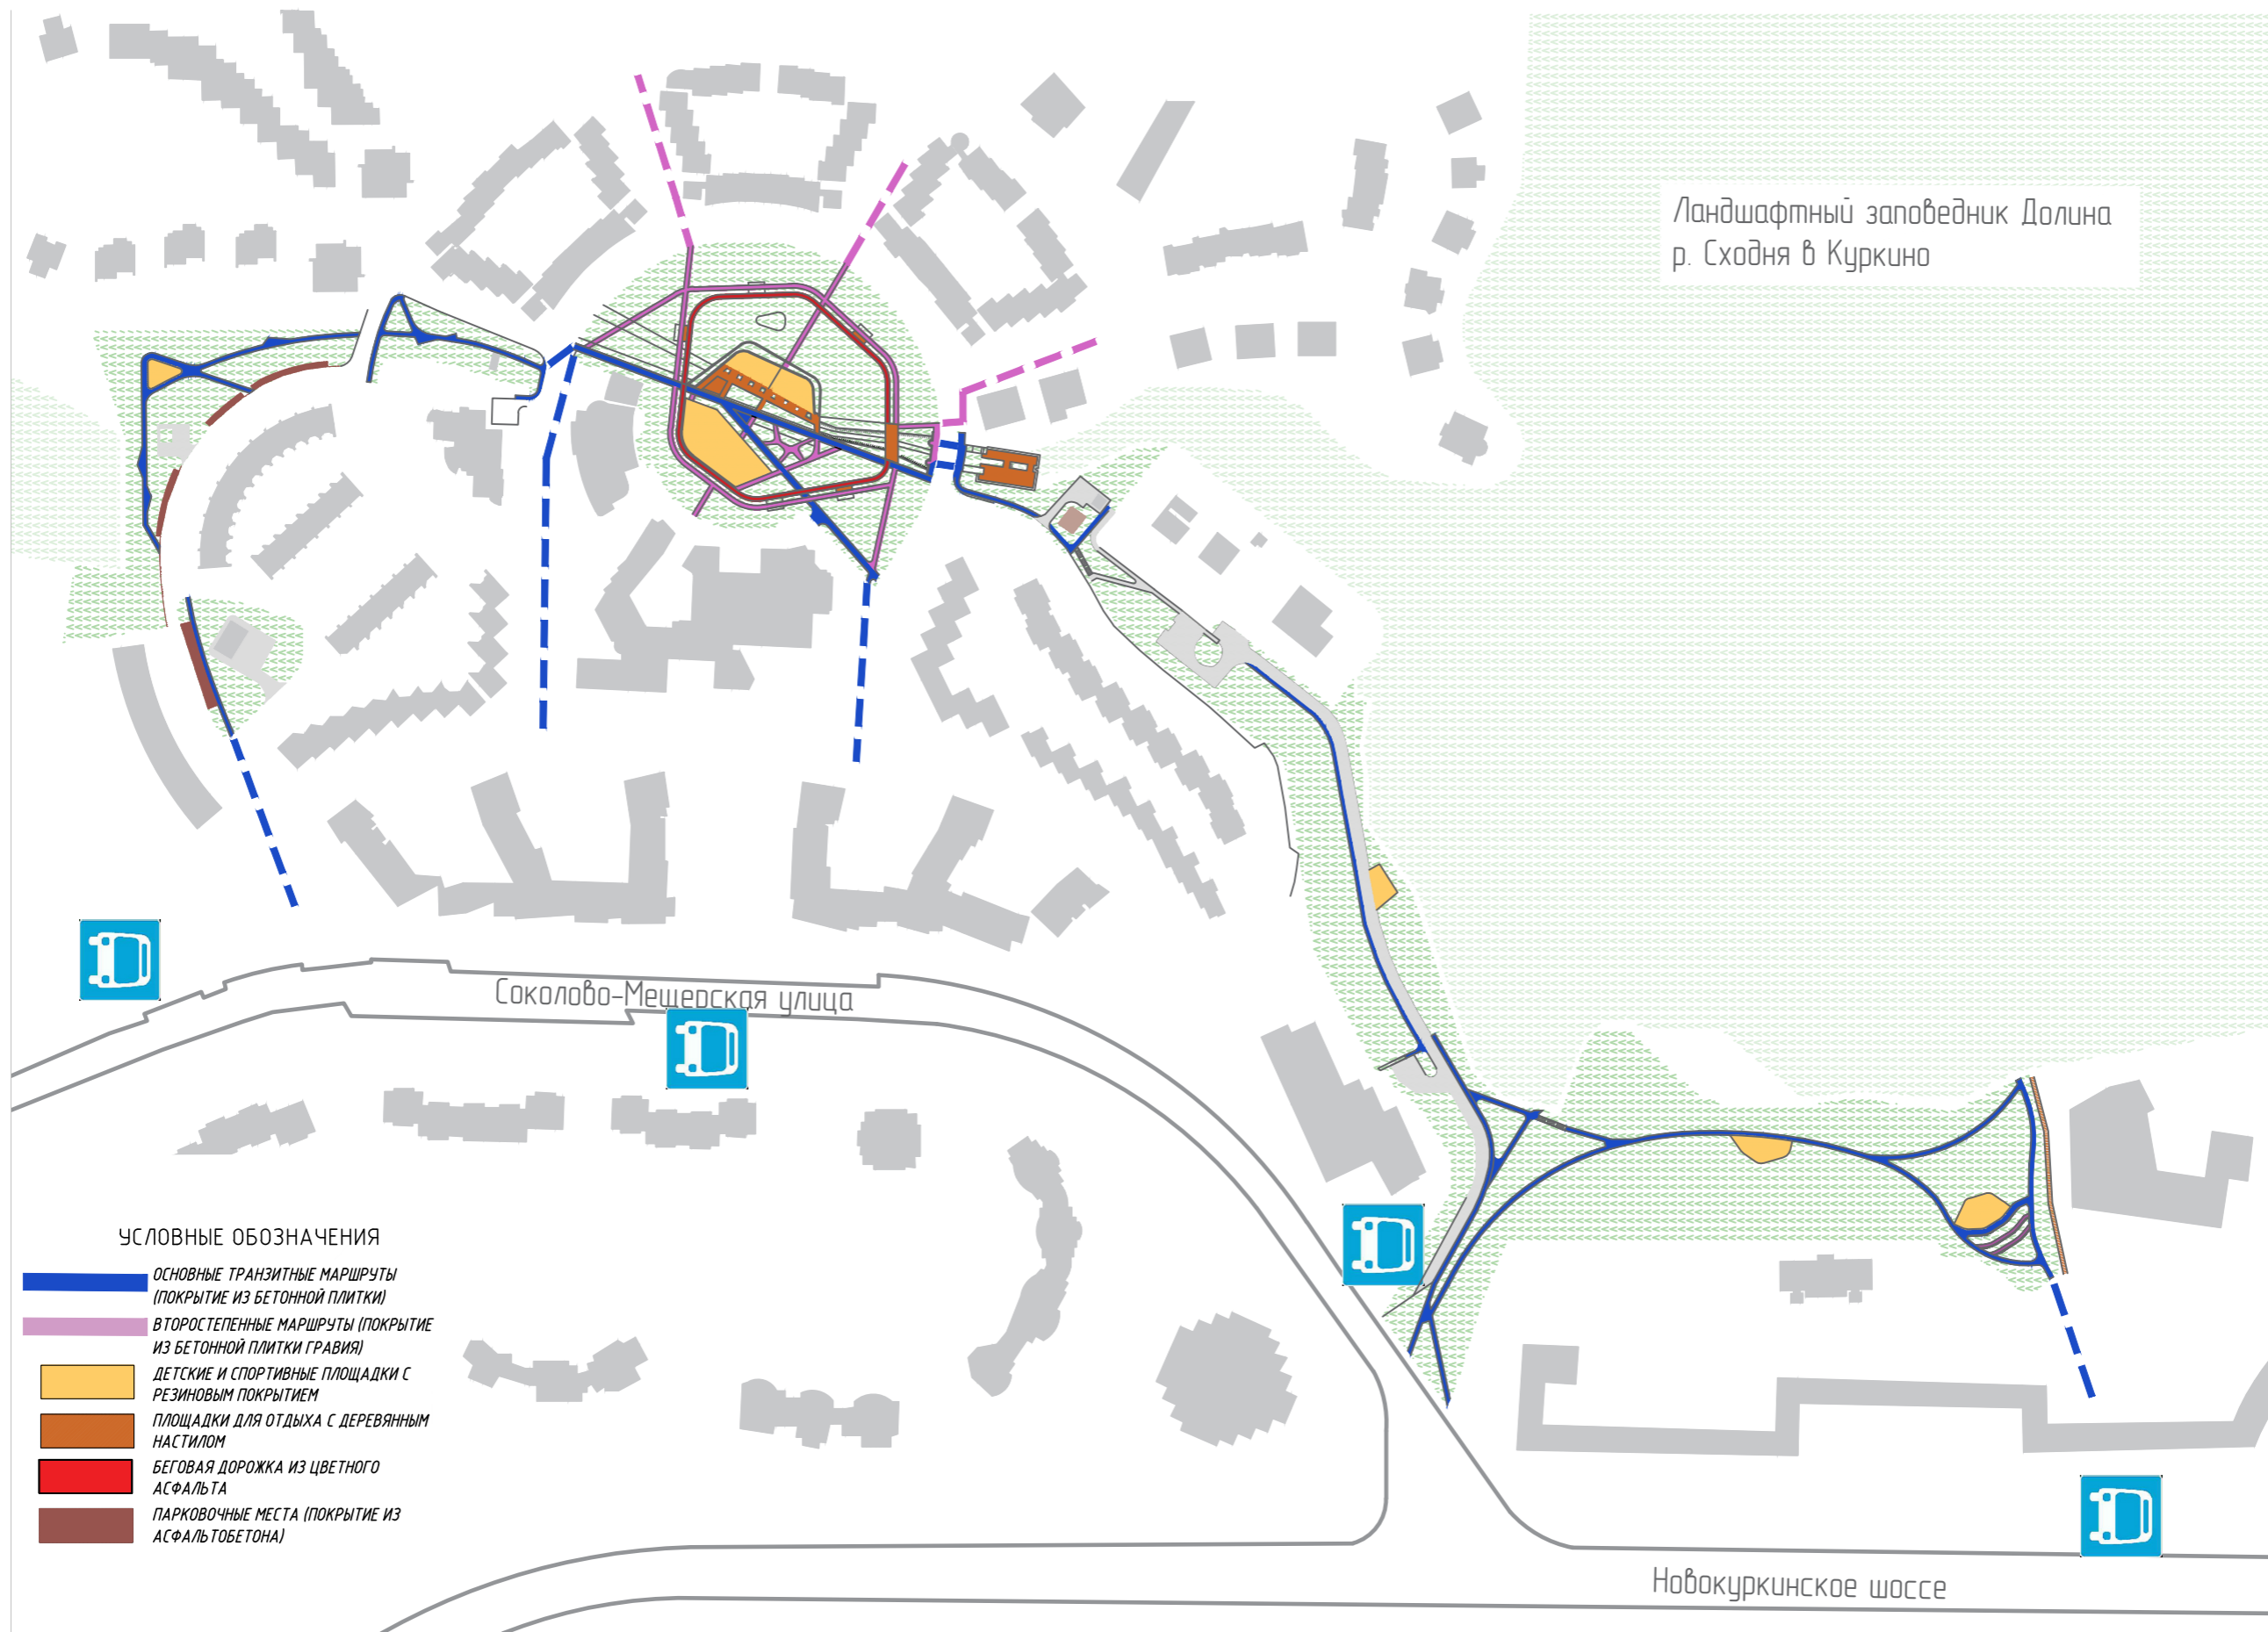 Ландшафтный заповедник Долина
р. Сходня в Куркино
Соколово-Мещерская улица
УСЛОВНЫЕ ОБОЗНАЧЕНИЯ
ОСНОВНЫЕ ТРАНЗИТНЫЕ МАРШРУТЫ
(ПОКРЫТИЕ ИЗ БЕТОННОЙ ПЛИТКИ)
ВТОРОСТЕПЕННЫЕ МАРШРУТЫ (ПОКРЫТИЕ
ИЗ БЕТОННОЙ ПЛИТКИ ГРАВИЯ)
ДЕТСКИЕ И СПОРТИВНЫЕ ПЛОЩАДКИ С
РЕЗИНОВЫМ ПОКРЫТИЕМ
ПЛОЩАДКИ ДЛЯ ОТДЫХА С ДЕРЕВЯННЫМ
НАСТИЛОМ
БЕГОВАЯ ДОРОЖКА ИЗ ЦВЕТНОГО
АСФАЛЬТА
ПАРКОВОЧНЫЕ МЕСТА (ПОКРЫТИЕ ИЗ
АСФАЛЬТОБЕТОНА)
Новокуркинское шоссе